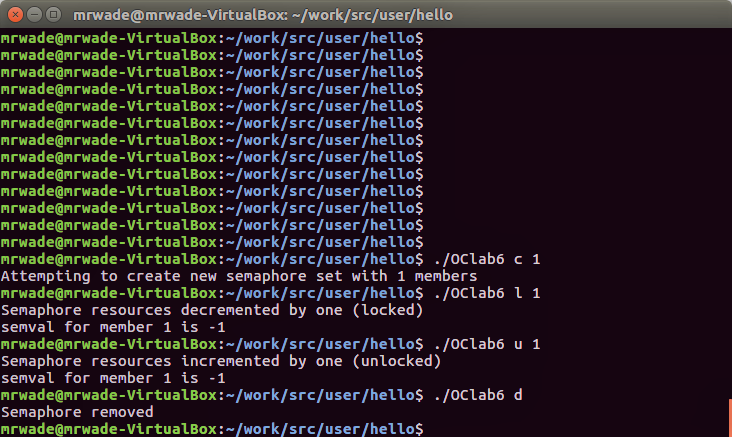 mrwade@mrwade-VirtualBox: ~/work/src/user/hello
mrwade@mrwade-VirtualBox:~/work/src/user/hello$
mrwade@mrwade-VirtualBox:~/work/src/user/hello$
mrwade@mrwade-VirtualBox:~/work/src/user/hello$
mrwade@mrwade-VirtualBox:~/work/src/user/hello$
mrwade@mrwade-VirtualBox:~/work/src/user/hello$
mrwade@mrwade-VirtualBox:~/work/src/user/hello$
mrwade@mrwade-VirtualBox:~/work/src/user/hello$
mrwade@mrwade-VirtualBox:~/work/src/user/hello$
mrwade@mrwade-VirtualBox:~/work/src/user/hello$
mrwade@mrwade-VirtualBox:~/work/src/user/hello$
mrwade@mrwade-VirtualBox:~/work/src/user/hello$
mrwade@mrwade-VirtualBox:~/work/src/user/hello$
mrwade@mrwade-VirtualBox:~/work/src/user/hello$
mrwade@mrwade-VirtualBox:~/work/src/user/hello$ ./OClab6 c 1
Attempting to create new semaphore set with 1 members
mrwade@mrwade-VirtualBox:~/work/src/user/hello$ ./OClab6 l 1
Semaphore resources decremented by one (locked)
semval for member 1 is -1
mrwade@mrwade-VirtualBox:~/work/src/user/hello$ ./OClab6 u 1
Semaphore resources incremented by one (unlocked)
semval for member 1 is -1
mrwade@mrwade-VirtualBox:~/work/src/user/hello$ ./OClab6 d
Semaphore removed
mrwade@mrwade-VirtualBox:~/work/src/user/hello$